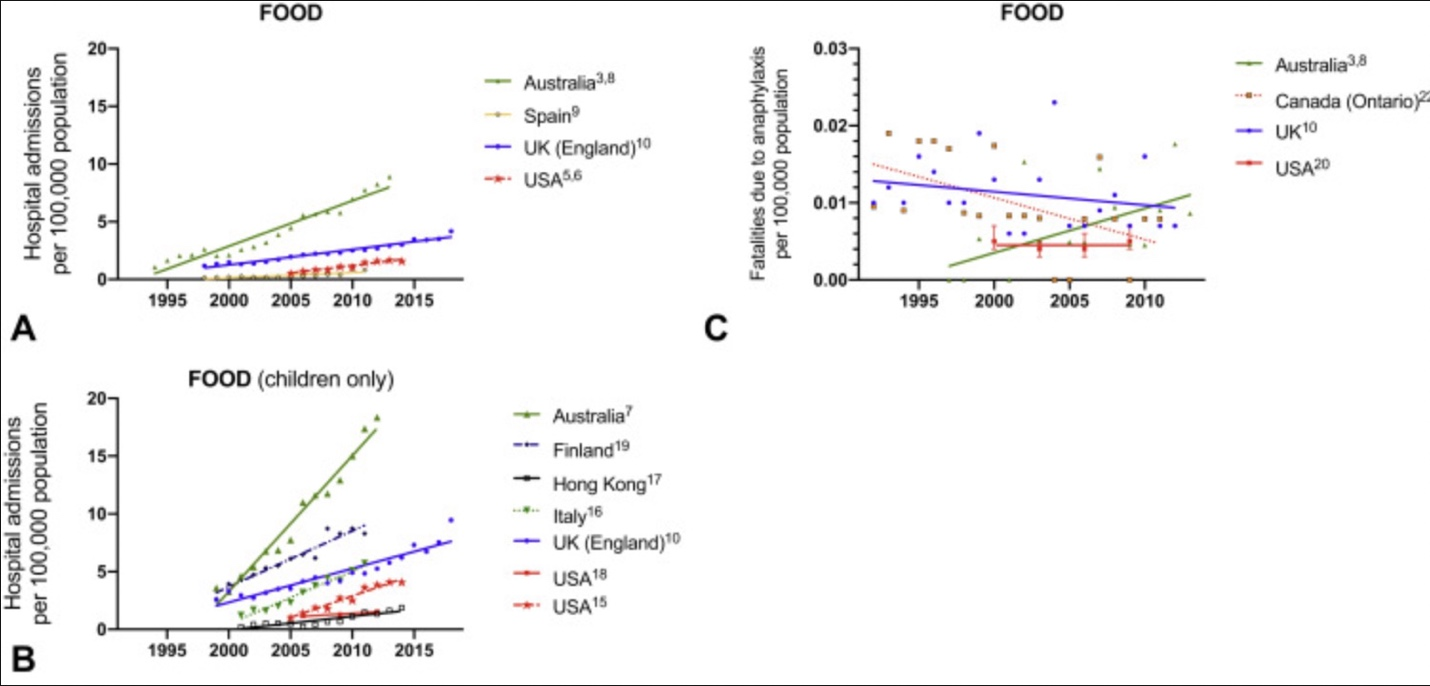 FOOD
Hospital admissions
per 100,000 population
20
15
10
5
0
1995 2000 2005 2010 2015
Australia3,8
Spain9
UK (England)10
USA5,6
A
FOOD
Fatalities due to anaphylaxis
per 100,000 population
0.03
0.02
0.01
0.00
1995 2000 2005 2010
Australia3,8
Canada (Ontario)22
UK10
USA20
C
FOOD (children only)
Hospital admissions
per 100,000 population
20
15
10
5
0
1995 2000 2005 2010 2015
Australia7
Finland19
Hong Kong17
Italy16
UK (England)10
USA18
USA15
B